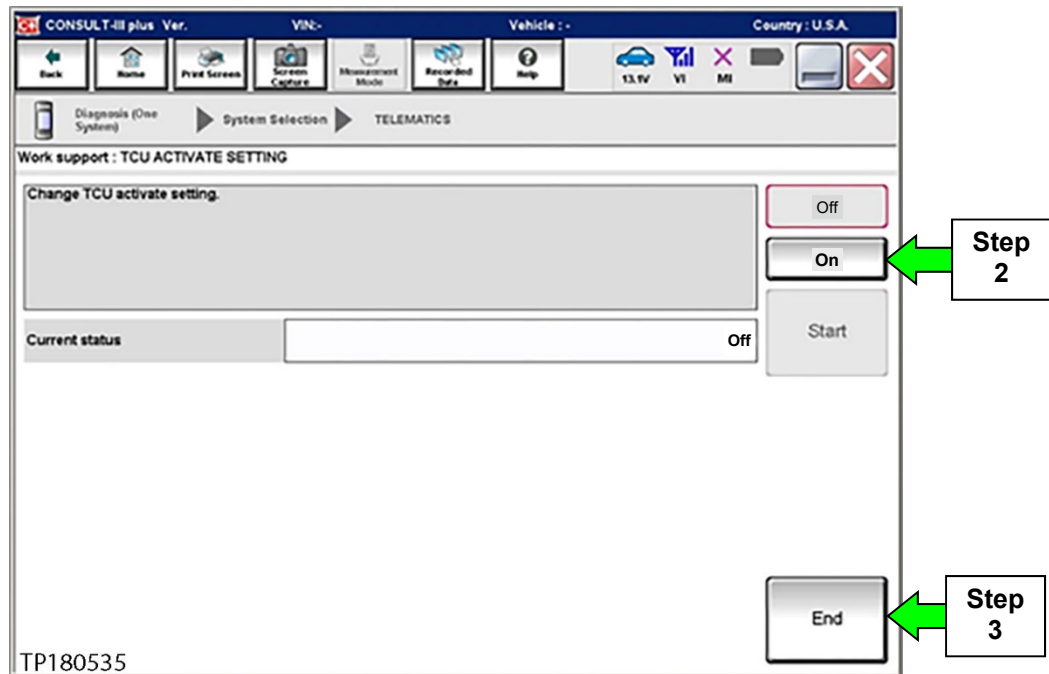 CONSULT-III plus Ver. VIN:- Vehicle : - Country : U.S.A.
Back Home Print Screen Screen Capture Measurement Mode Recorded Data Help 13.1V VI MI
Diagnosis (One System) System Selection TELEMATICS
Work support : TCU ACTIVATE SETTING
Change TCU activate setting.
Off
On
Step 2
Current status Off
Start
End
Step 3
TP180535